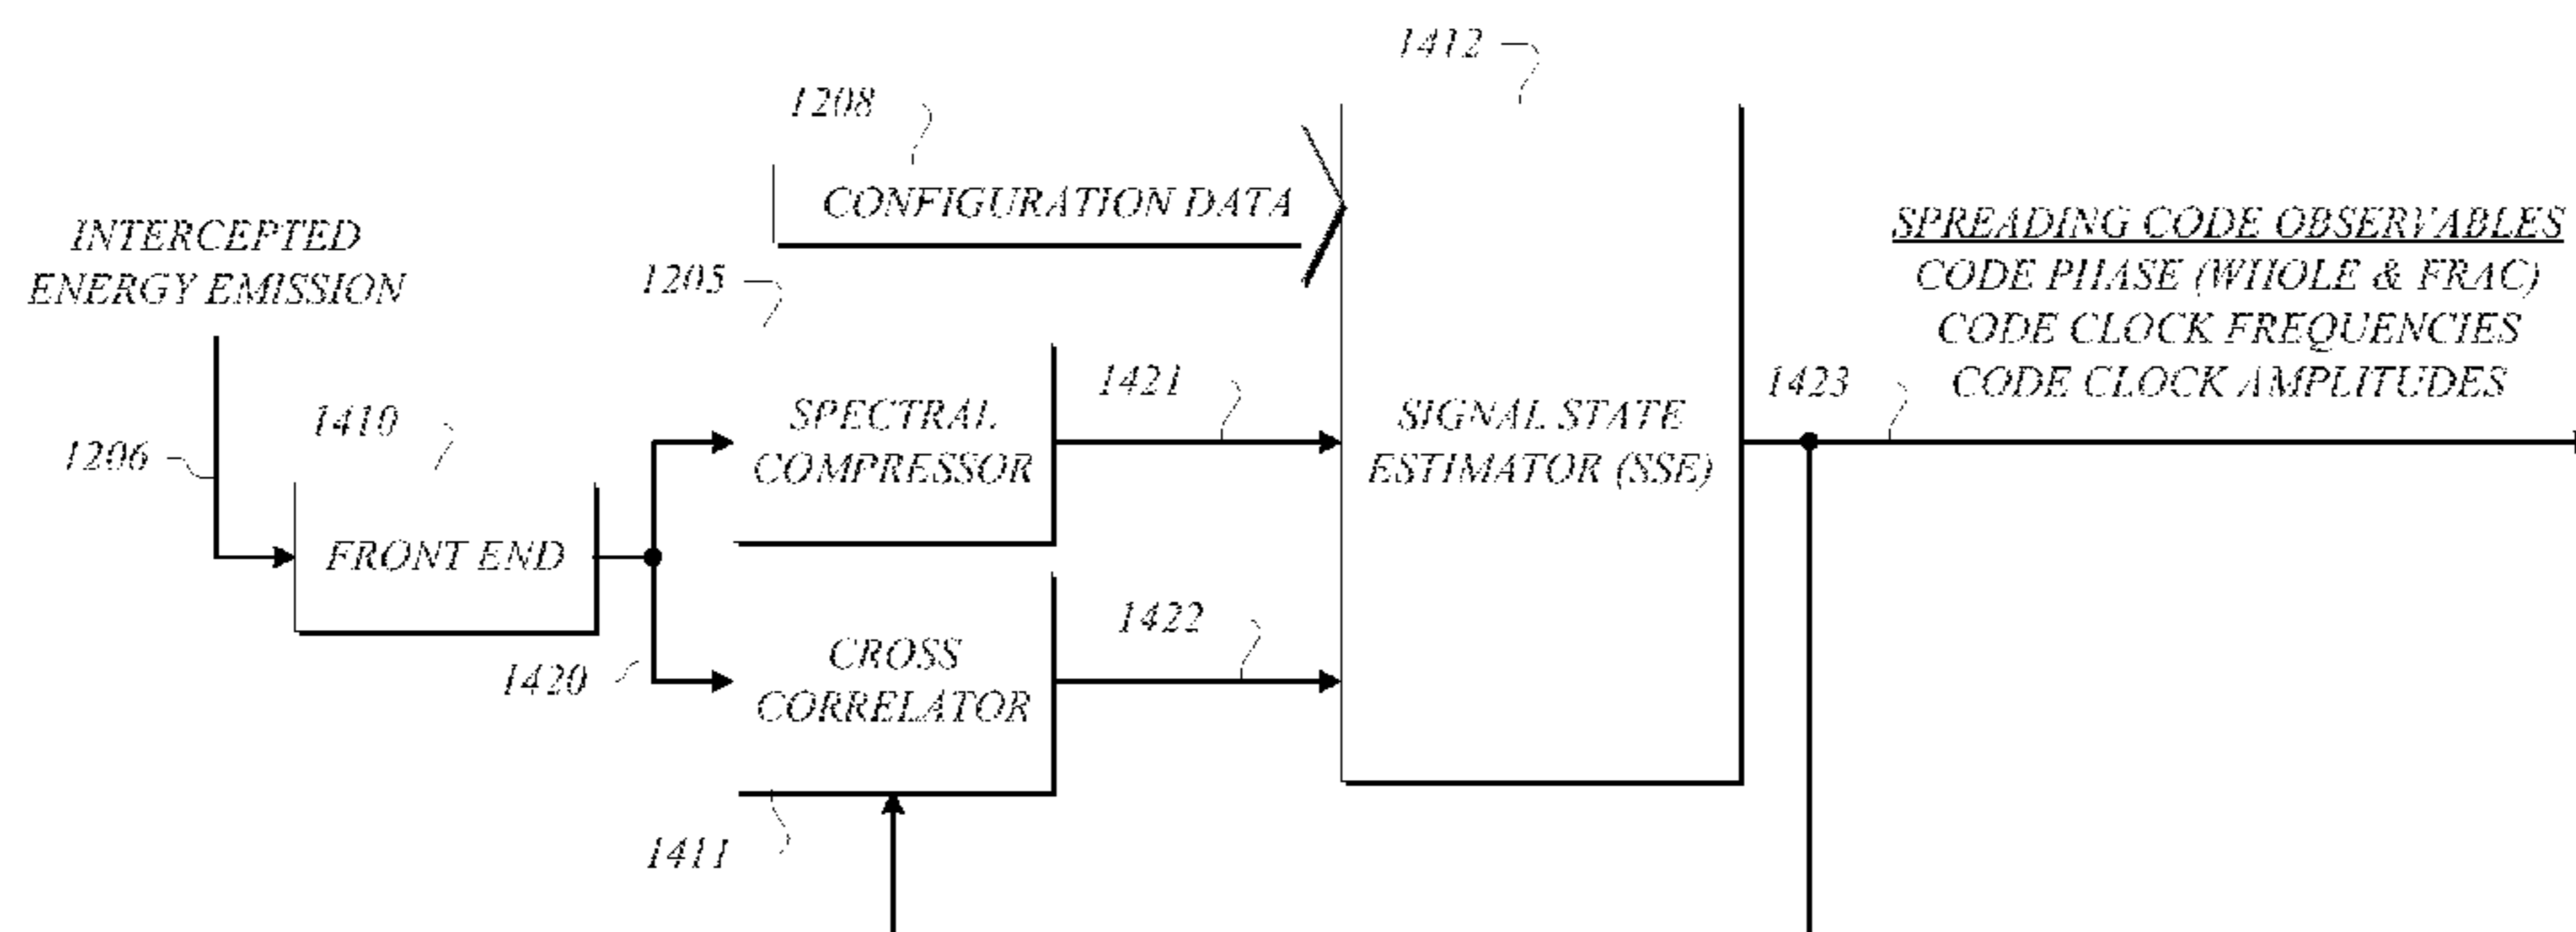 1412
1208
CONFIGURATION DATA
INTERCEPTED
ENERGY EMISSION
SPREADING CODE OBSERVABLES
CODE PHASE (WHOLE & FRAC)
CODE CLOCK FREQUENCIES
CODE CLOCK AMPLITUDES
1205
1421
1423
1410
SPECTRAL
COMPRESSOR
SIGNAL STATE
ESTIMATOR (SSE)
1206
FRONT END
1422
1420
CROSS
CORRELATOR
1411